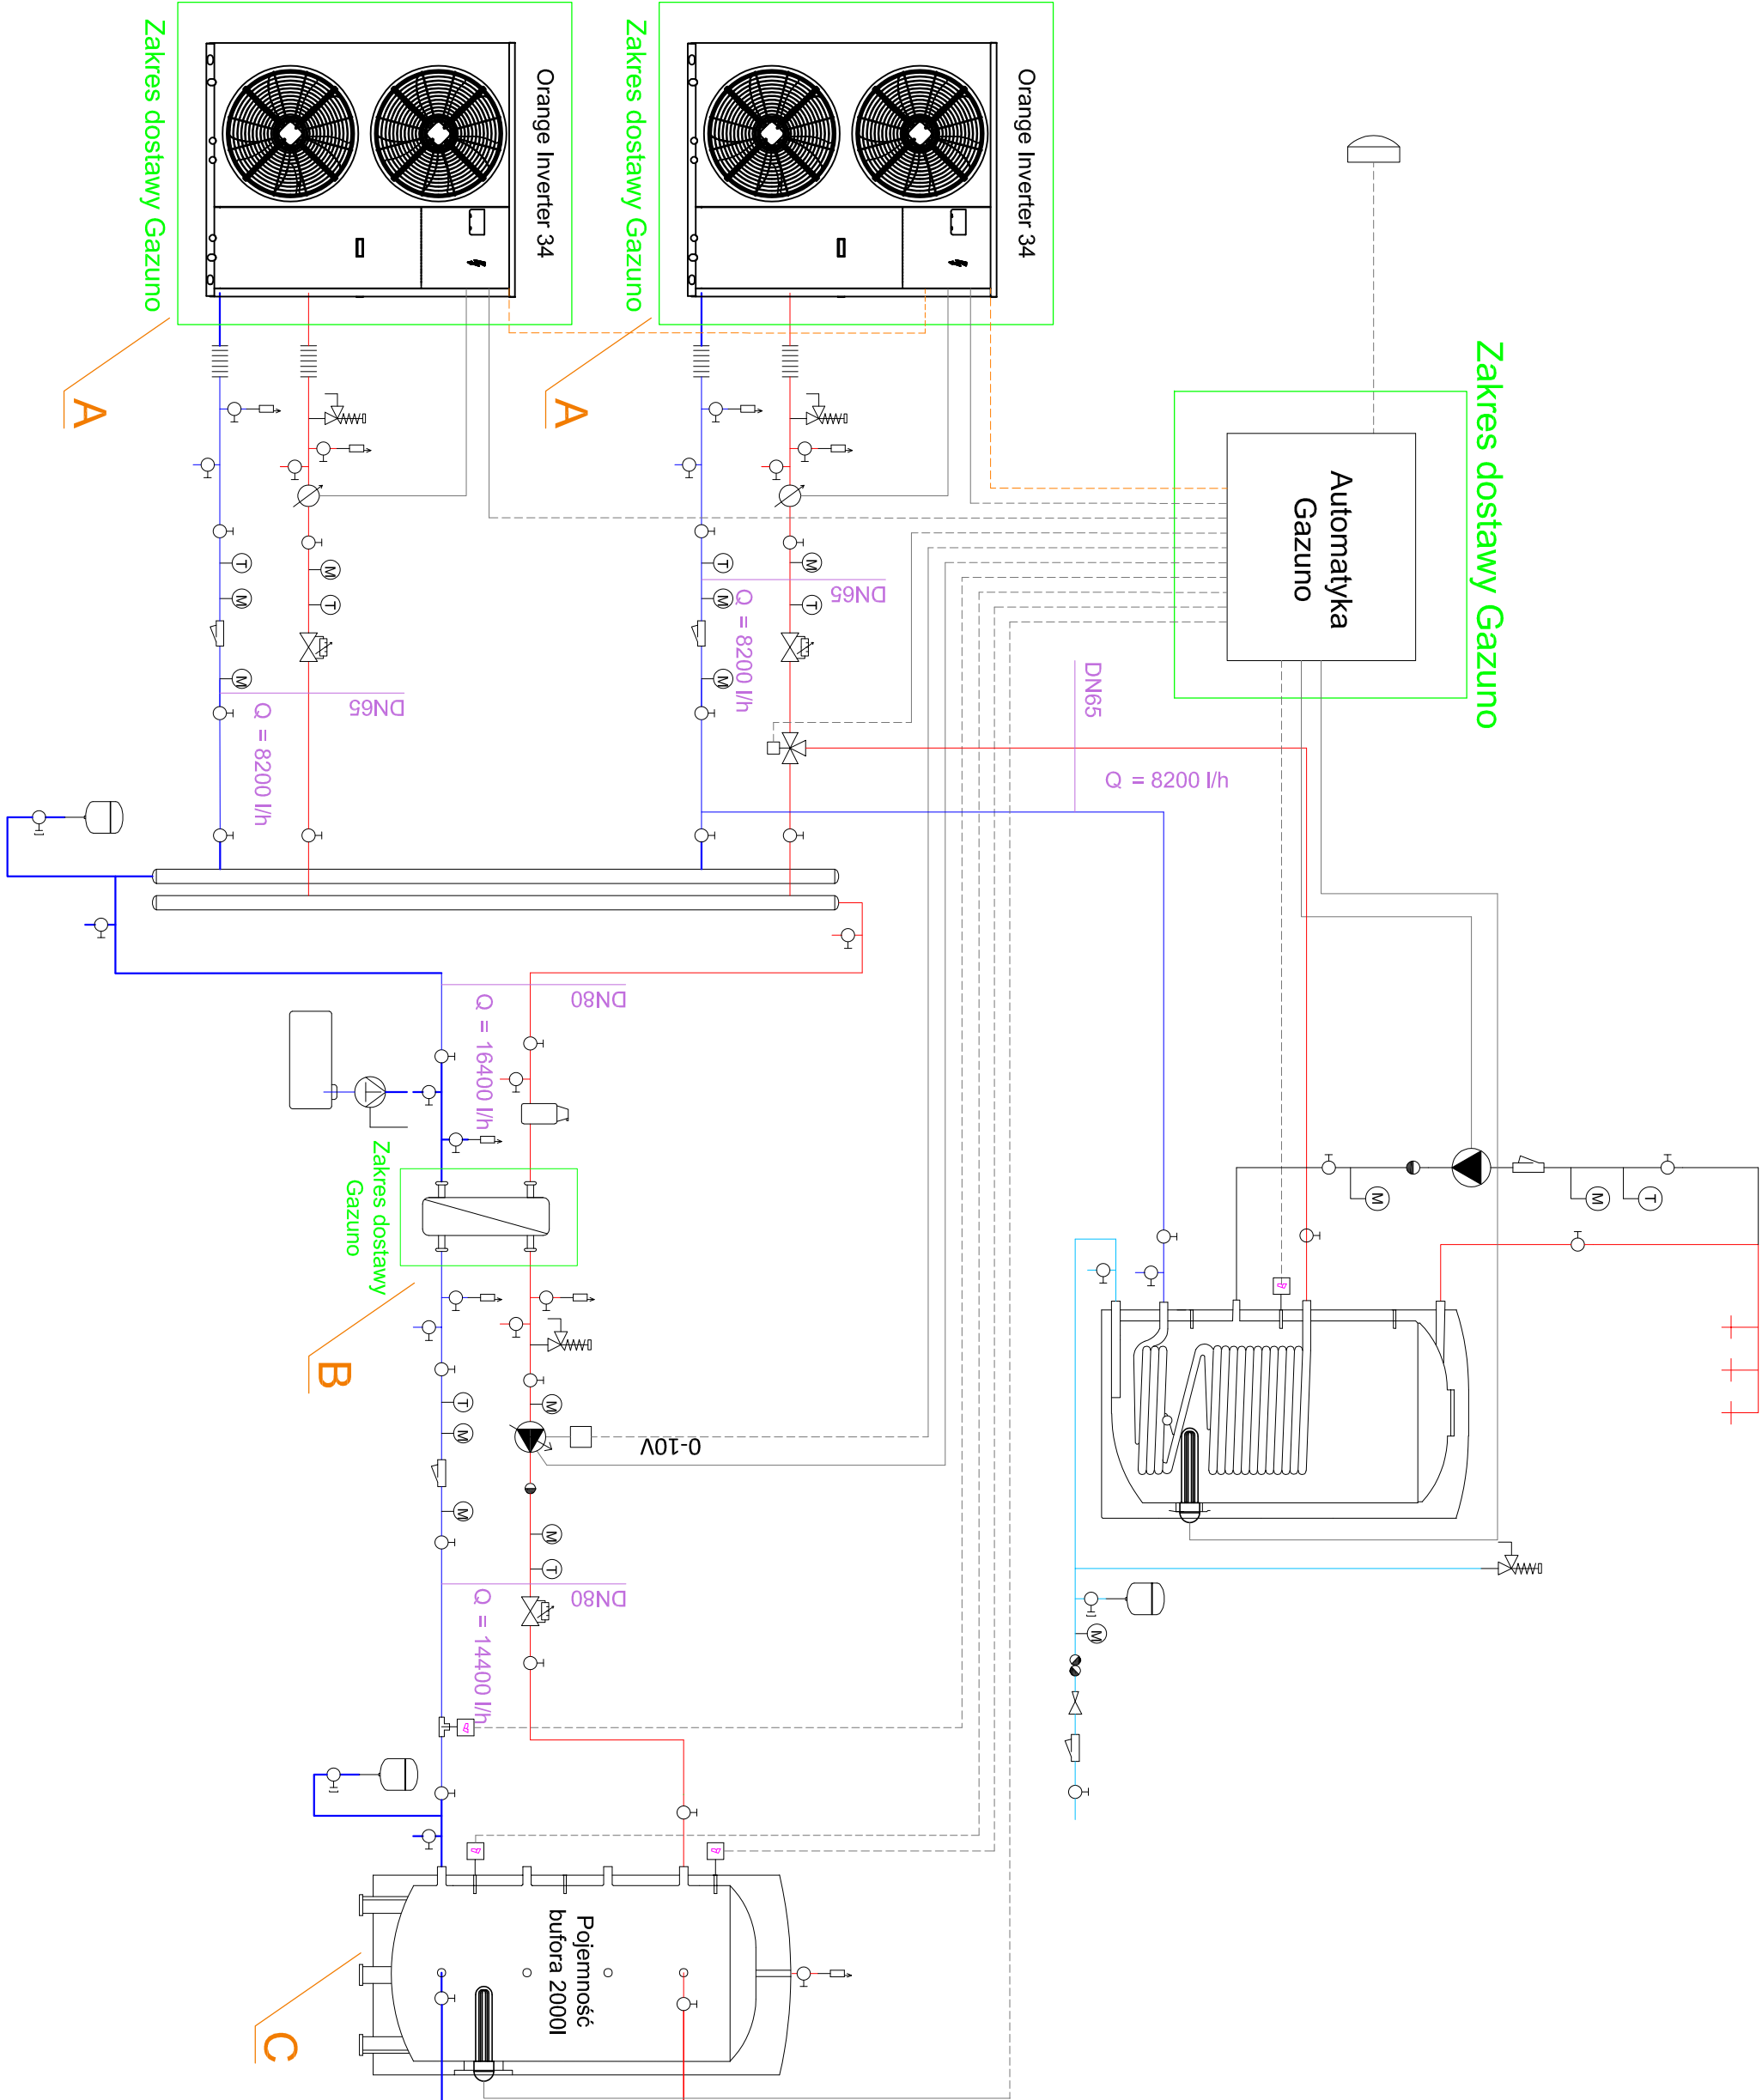 Zakres dostawy Gazuno
Automatyka
Gazuno
T
M
M
DN65
Q = 8200 l/h
M
Orange Inverter 34
M
T
DN65
Q = 8200 l/h
T
M
M
Zakres dostawy Gazuno
A
Orange Inverter 34
M
T
DN65
Q = 8200 l/h
T
M
M
Zakres dostawy Gazuno
A
DN80
Q = 16400 l/h
Zakres dostawy
Gazuno
B
0-10V
M
M
T
T
M
M
DN80
Q = 14400 l/h
Pojemność
bufora 2000l
C